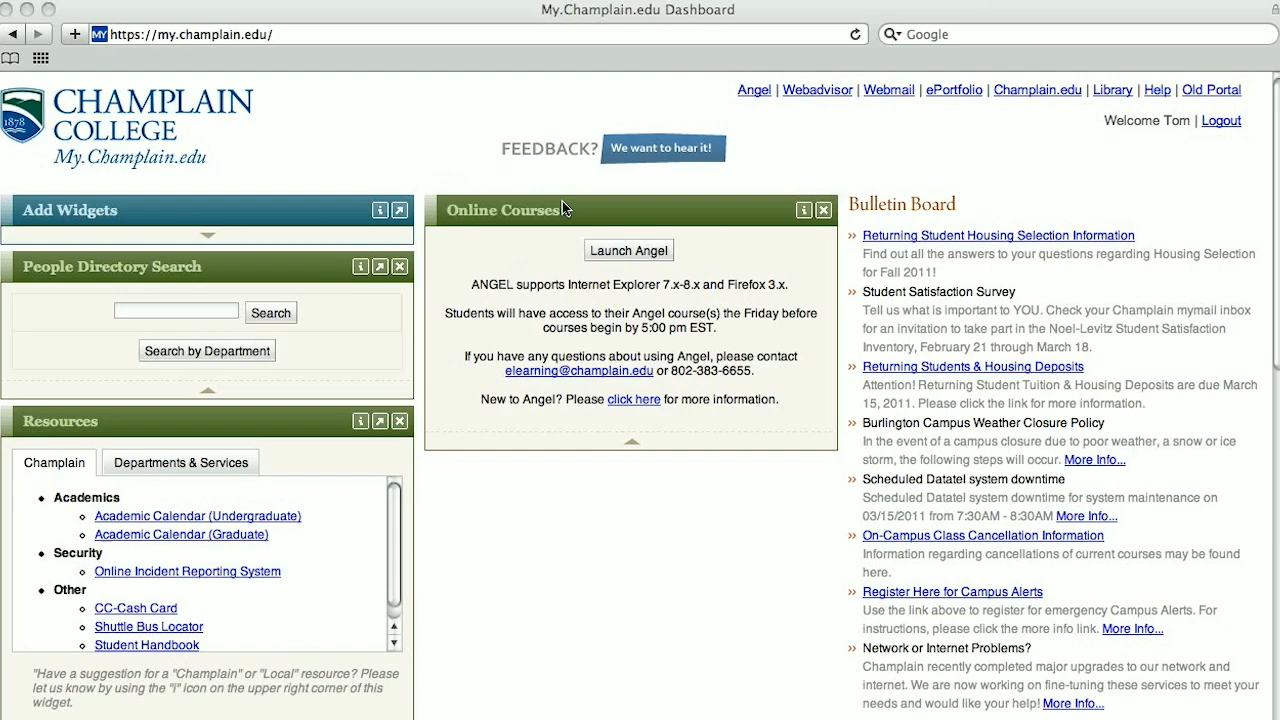 My.Champlain.edu Dashboard
MY https://my.champlain.edu/
Google
CHAMPLAIN
COLLEGE
1878
My.Champlain.edu
Angel | Webadvisor | Webmail | ePortfolio | Champlain.edu | Library | Help | Old Portal
Welcome Tom | Logout
FEEDBACK? We want to hear it!
Add Widgets
People Directory Search
Search
Search by Department
Resources
Champlain
Departments & Services
Academics
Academic Calendar (Undergraduate)
Academic Calendar (Graduate)
Security
Online Incident Reporting System
Other
CC-Cash Card
Shuttle Bus Locator
Student Handbook
"Have a suggestion for a "Champlain" or "Local" resource? Please
let us know by using the "i" icon on the upper right corner of this
widget.
Online Courses
Launch Angel
ANGEL supports Internet Explorer 7.x-8.x and Firefox 3.x.
Students will have access to their Angel course(s) the Friday before
courses begin by 5:00 pm EST.
If you have any questions about using Angel, please contact
elearning@champlain.edu or 802-383-6655.
New to Angel? Please click here for more information.
Bulletin Board
Returning Student Housing Selection Information
Find out all the answers to your questions regarding Housing Selection
for Fall 2011!
Student Satisfaction Survey
Tell us what is important to YOU. Check your Champlain mymail inbox
for an invitation to take part in the Noel-Levitz Student Satisfaction
Inventory, February 21 through March 18.
Returning Students & Housing Deposits
Attention! Returning Student Tuition & Housing Deposits are due March
15, 2011. Please click the link for more information.
Burlington Campus Weather Closure Policy
In the event of a campus closure due to poor weather, a snow or ice
storm, the following steps will occur. More Info...
Scheduled Datatel system downtime
Scheduled Datatel system downtime for system maintenance on
03/15/2011 from 7:30AM - 8:30AM More Info...
On-Campus Class Cancellation Information
Information regarding cancellations of current courses may be found
here.
Register Here for Campus Alerts
Use the link above to register for emergency Campus Alerts. For
instructions, please click the more info link. More Info...
Network or Internet Problems?
Champlain recently completed major upgrades to our network and
internet. We are now working on fine-tuning these services to meet your
needs and would like your help! More Info...